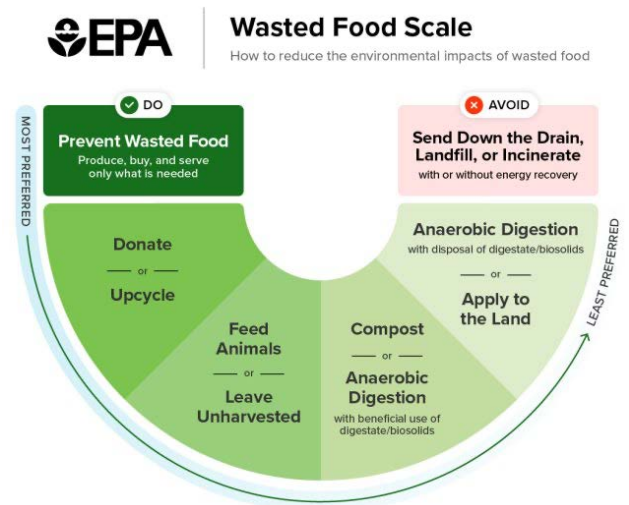 EPA
Wasted Food Scale
How to reduce the environmental impacts of wasted food
DO
AVOID
MOST PREFERRED
Prevent Wasted Food
Produce, buy, and serve
only what is needed
Send Down the Drain,
Landfill, or Incinerate
with or without energy recovery
Donate
or
Upcycle
Feed
Animals
or
Leave
Unharvested
Compost
or
Anaerobic
Digestion
with beneficial use of
digestate/biosolids
Anaerobic Digestion
with disposal of digestate/biosolids
or
Apply to
the Land
LEAST PREFERRED